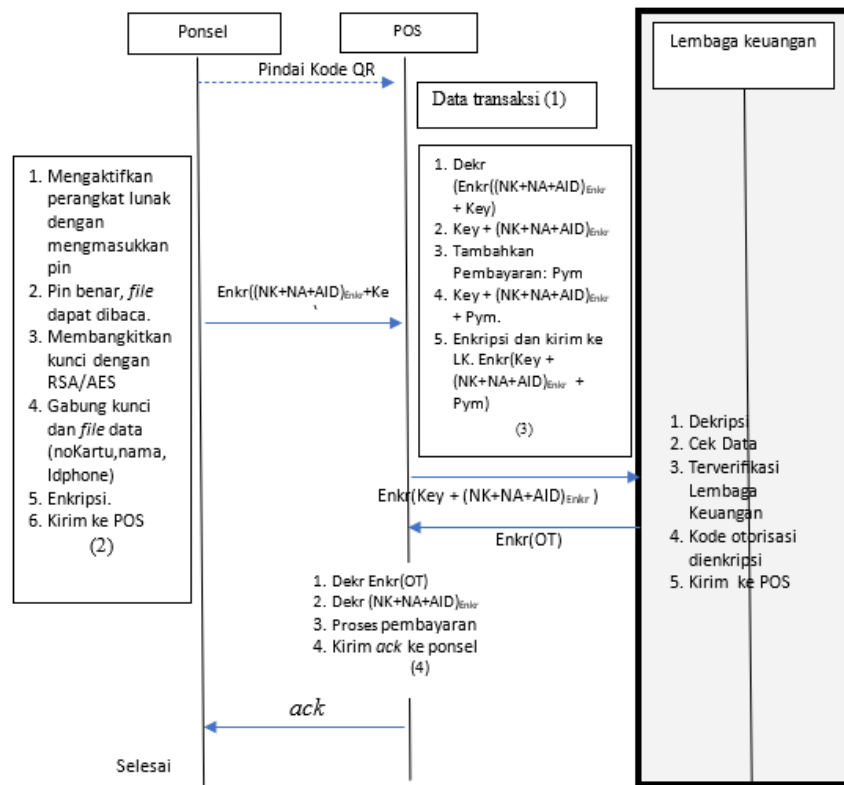 Ponsel
POS
Lembaga keuangan
Pindai Kode QR
Data transaksi (1)
1. Mengaktifkan
perangkat lunak
dengan
mengmasukkan
pin
2. Pin benar, file
dapat dibaca.
3. Membangkitkan
kunci dengan
RSA/AES
4. Gabung kunci
dan file data
(noKartu,nama,
Idphone)
5. Enkripsi.
6. Kirim ke POS
(2)
Enkr((NK+NA+AID)Enkr+Ke
1. Dekr
(Enkr((NK+NA+AID)Enkr
+ Key)
2. Key + (NK+NA+AID)Enkr
3. Tambahkan
Pembayaran: Pym
4. Key + (NK+NA+AID)Enkr
+ Pym.
5. Enkripsi dan kirim ke
LK. Enkr(Key +
(NK+NA+AID)Enkr +
Pym)
(3)
Enkr(Key + (NK+NA+AID)Enkr )
Enkr(OT)
1. Dekripsi
2. Cek Data
3. Terverifikasi
Lembaga
Keuangan
4. Kode otorisasi
dienkripsi
5. Kirim ke POS
1. Dekr Enkr(OT)
2. Dekr (NK+NA+AID)Enkr
3. Proses pembayaran
4. Kirim ack ke ponsel
(4)
ack
Selesai